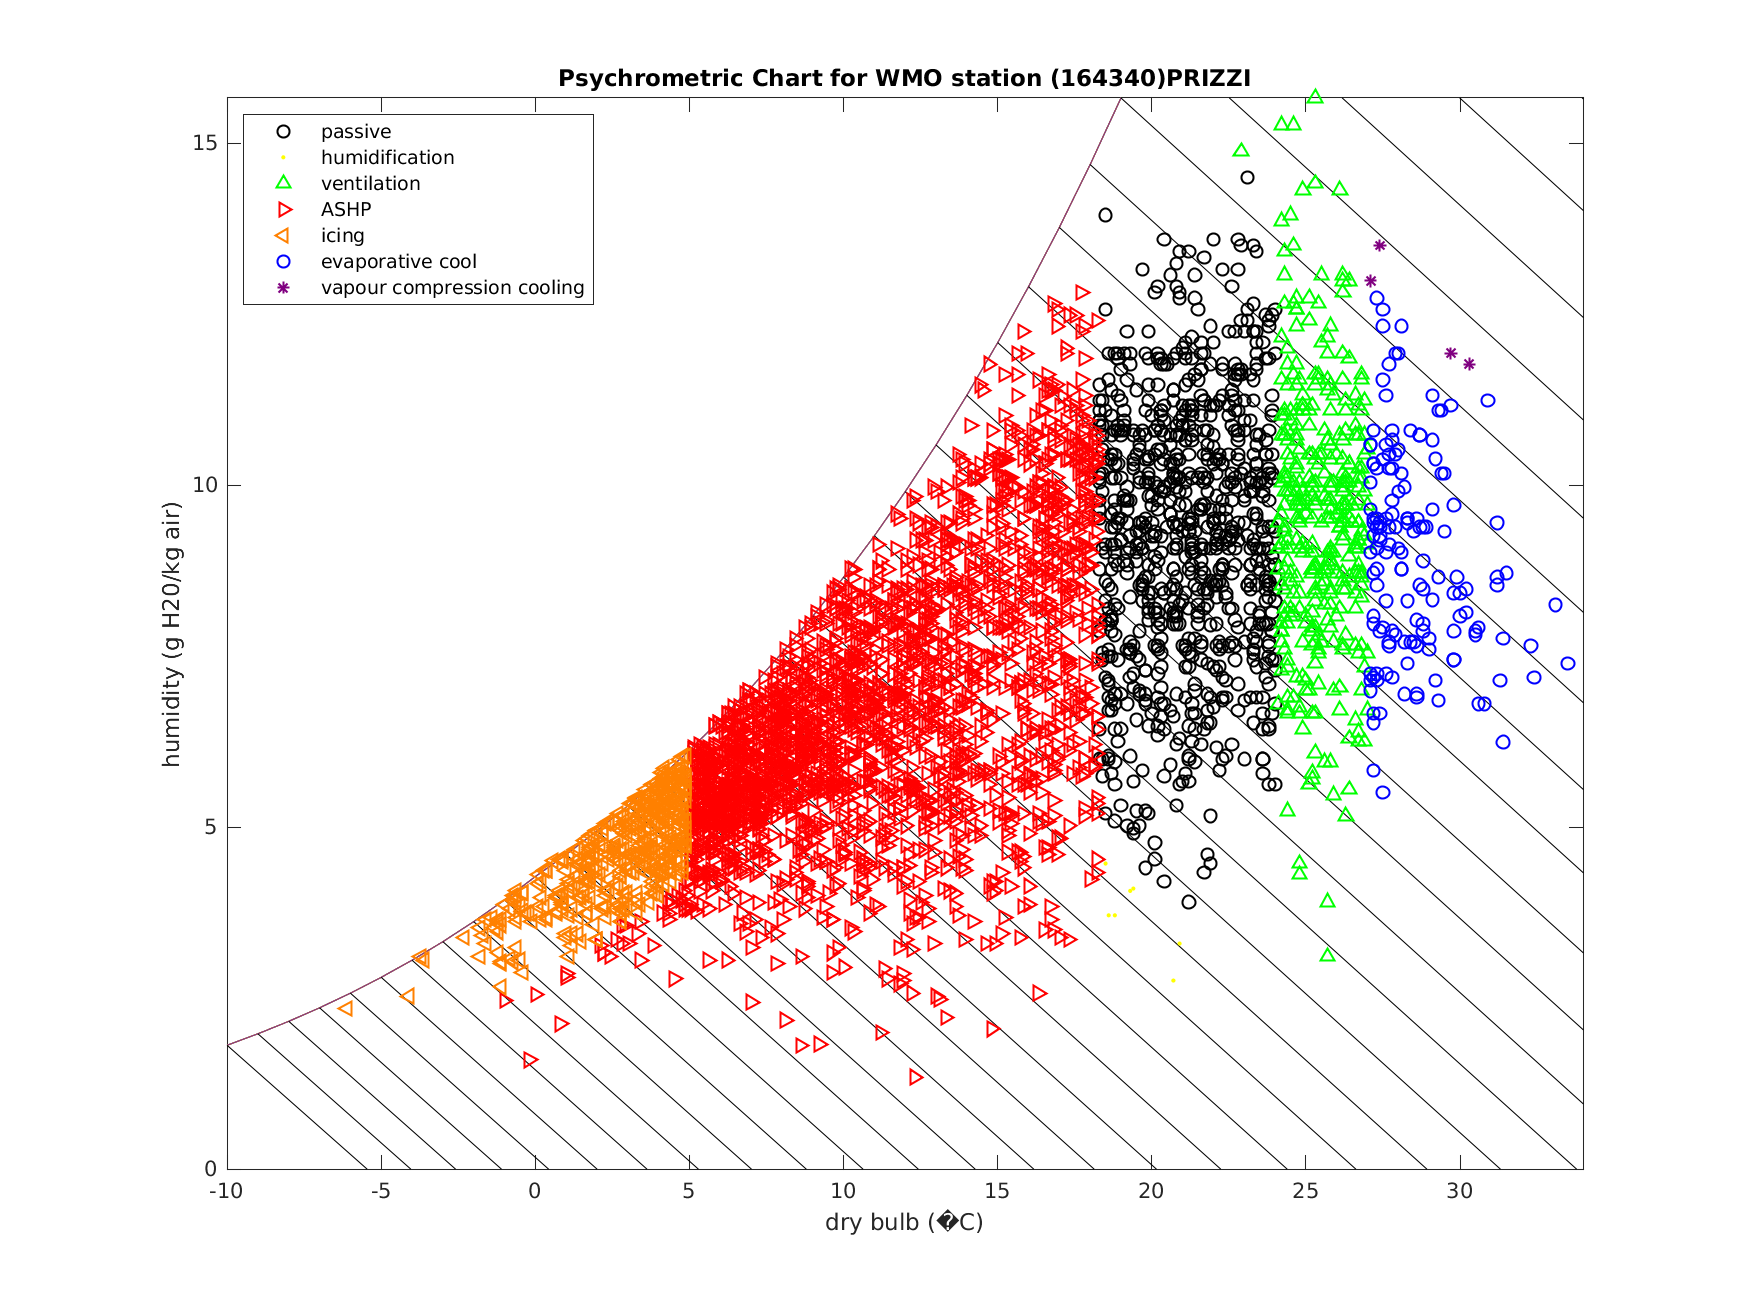 Psychrometric Chart for WMO station (164340)PRIZZI
passive
humidification
ventilation
ASHP
icing
evaporative cool
vapour compression cooling
15
10
5
0
humidity (g H20/kg air)
-10 -5 0 5 10 15 20 25 30
dry bulb (�C)